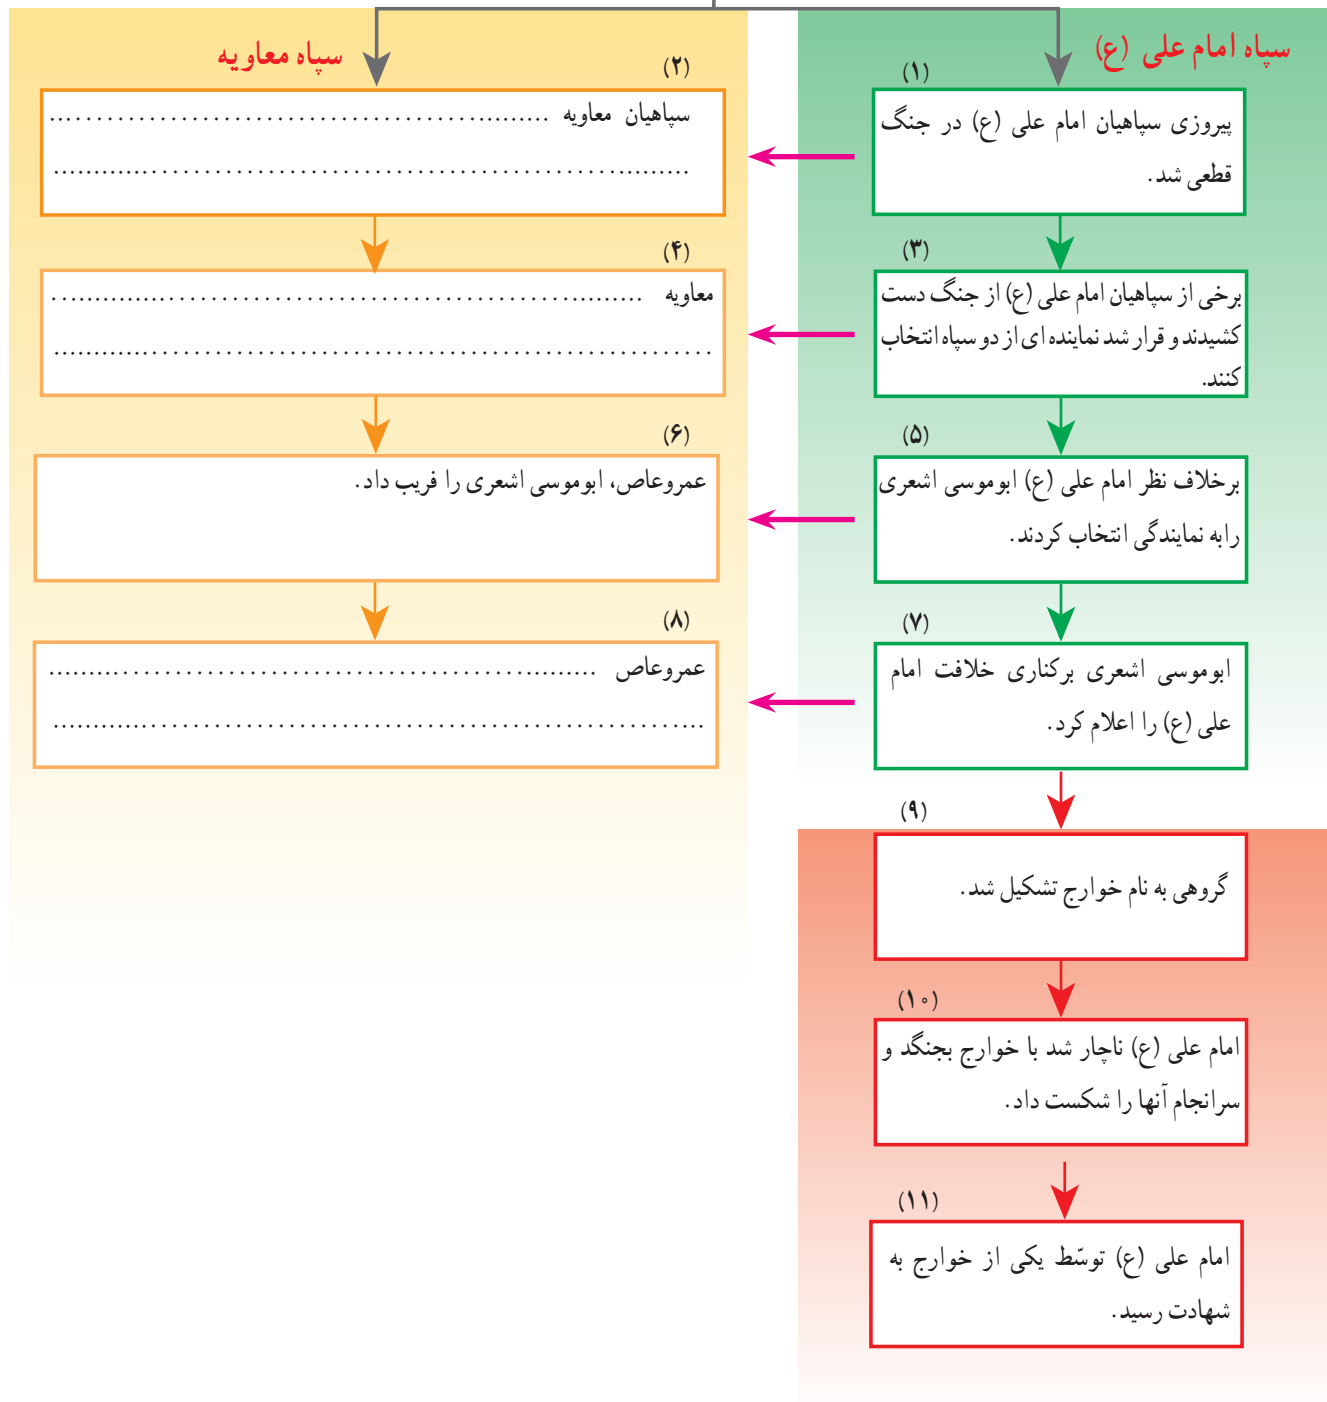 سپاه امام علی (ع)
سپاه معاویه
(۱)
پیروزی سپاهیان امام علی (ع) در جنگ
قطعی شد.
(۲)
سپاهیان معاویه ................................................
................................................
(۳)
برخی از سپاهیان امام علی (ع) از جنگ دست
کشیدند و قرار شد نماینده ای از دو سپاه انتخاب
کنند.
(۴)
معاویه ................................................
................................................
(۵)
برخلاف نظر امام علی (ع) ابوموسی اشعری
رابه نمایندگی انتخاب کردند.
(۶)
عمروعاص، ابوموسی اشعری را فریب داد.
(۷)
ابوموسی اشعری برکناری خلافت امام
علی (ع) را اعلام کرد.
(۸)
عمروعاص ................................................
................................................
(۹)
گروهی به نام خوارج تشکیل شد.
(۱۰)
امام علی (ع) ناچار شد با خوارج بجنگد و
سرانجام آنها را شکست داد.
(۱۱)
امام علی (ع) توسّط یکی از خوارج به
شهادت رسید.